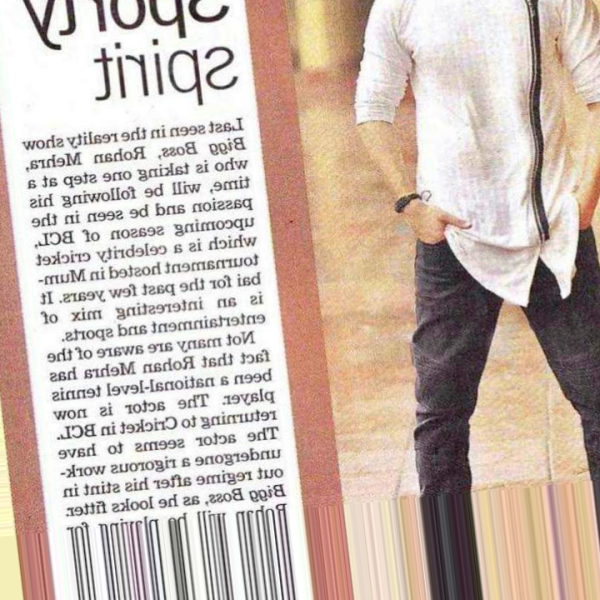 sporty
spirit
Last seen in the reality show
Bigg Boss, Rohan Mehra,
who is taking one step at a
time, will be following his
passion and be seen in the
upcoming season of BCL,
which is a celebrity cricket
tournament hosted in Mum-
bai for the past few years. It
is an interesting mix of
entertainment and sports.
Not many are aware of the
fact that Rohan Mehra has
been a national-level tennis
player. The actor is now
returning to Cricket in BCL.
The actor seems to have
undergone a rigorous work-
out regime after his stint in
Bigg Boss, as he looks fitter.
Rohan will be playing for